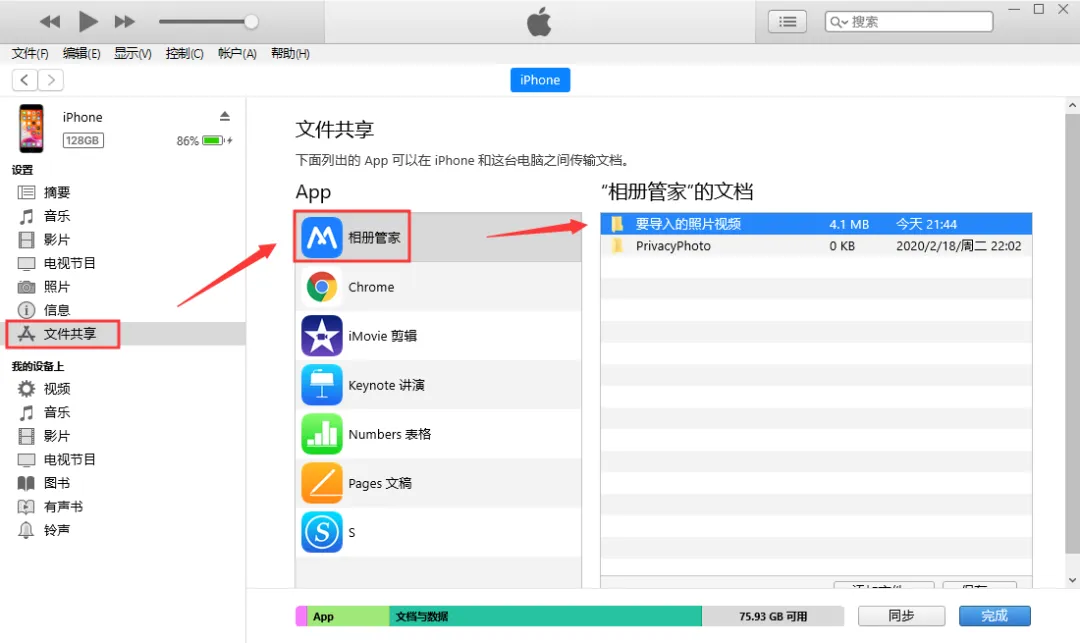 搜索
文件(F) 编辑(E) 显示(V) 控制(C) 帐户(A) 帮助(H)
iPhone
iPhone
128GB
86%
设置
摘要
音乐
影片
电视节目
照片
信息
文件共享
我的设备上
视频
音乐
影片
电视节目
图书
有声书
铃声
文件共享
下面列出的 App 可以在 iPhone 和这台电脑之间传输文档。
App
相册管家
Chrome
iMovie 剪辑
Keynote 讲演
Numbers 表格
Pages 文稿
S
“相册管家”的文档
要导入的照片视频 4.1 MB 今天 21:44
PrivacyPhoto 0 KB 2020/2/18/周二 22:02
App 文档与数据 75.93 GB 可用 同步 完成